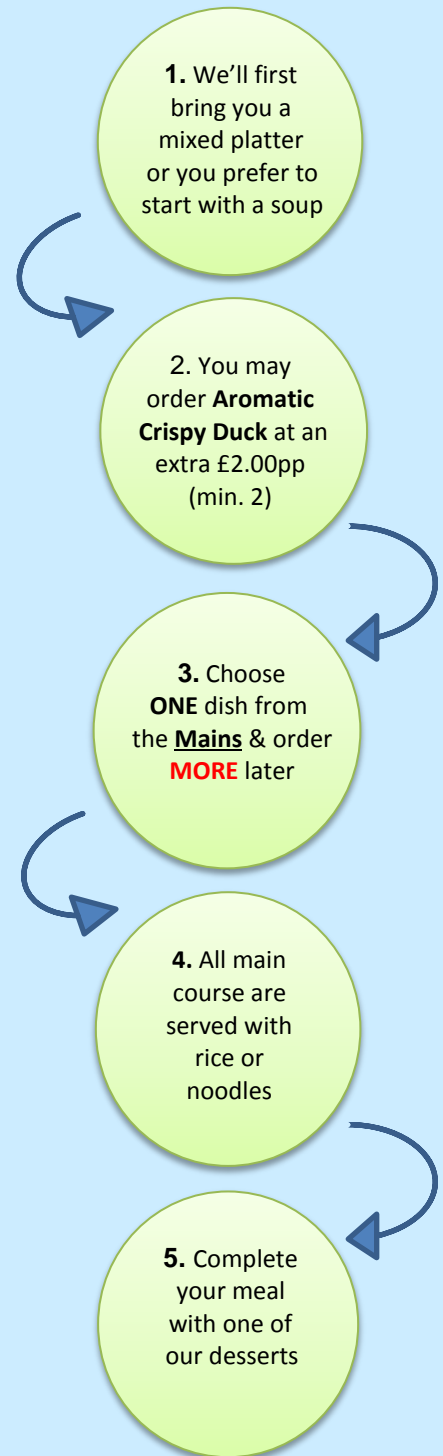 1. We'll first
bring you a
mixed platter
or you prefer to
start with a soup
2. You may
order Aromatic
Crispy Duck at an
extra £2.00pp
(min. 2)
3. Choose
ONE dish from
the Mains & order
MORE later
4. All main
course are
served with
rice or
noodles
5. Complete
your meal
with one of
our desserts